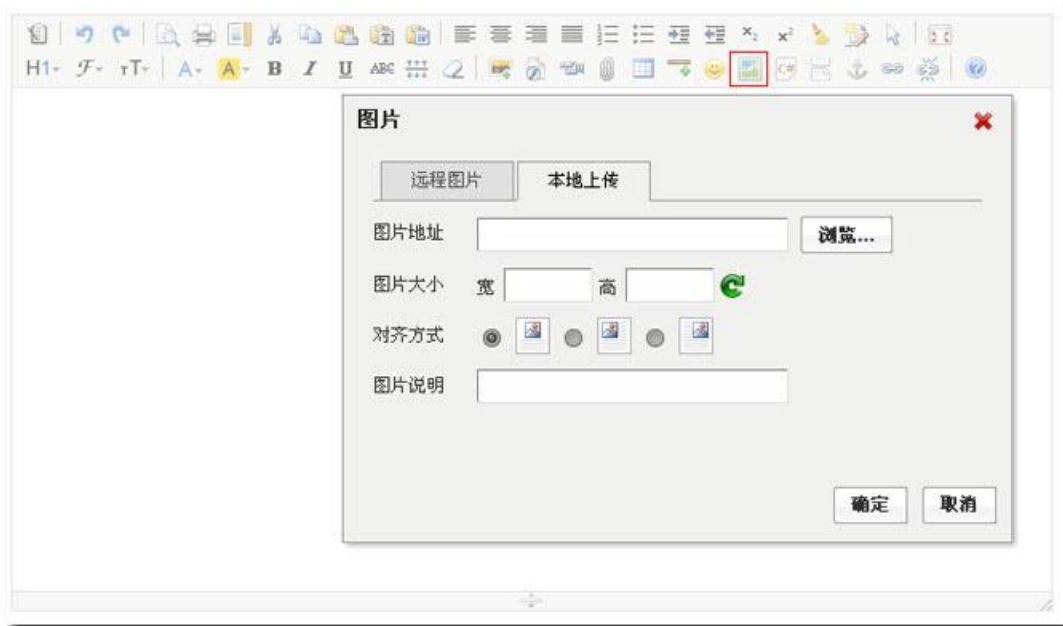 H1 F тT A A B I U ABC
图片
远程图片 本地上传
图片地址 浏览...
图片大小 宽 高
对齐方式
图片说明
确定 取消